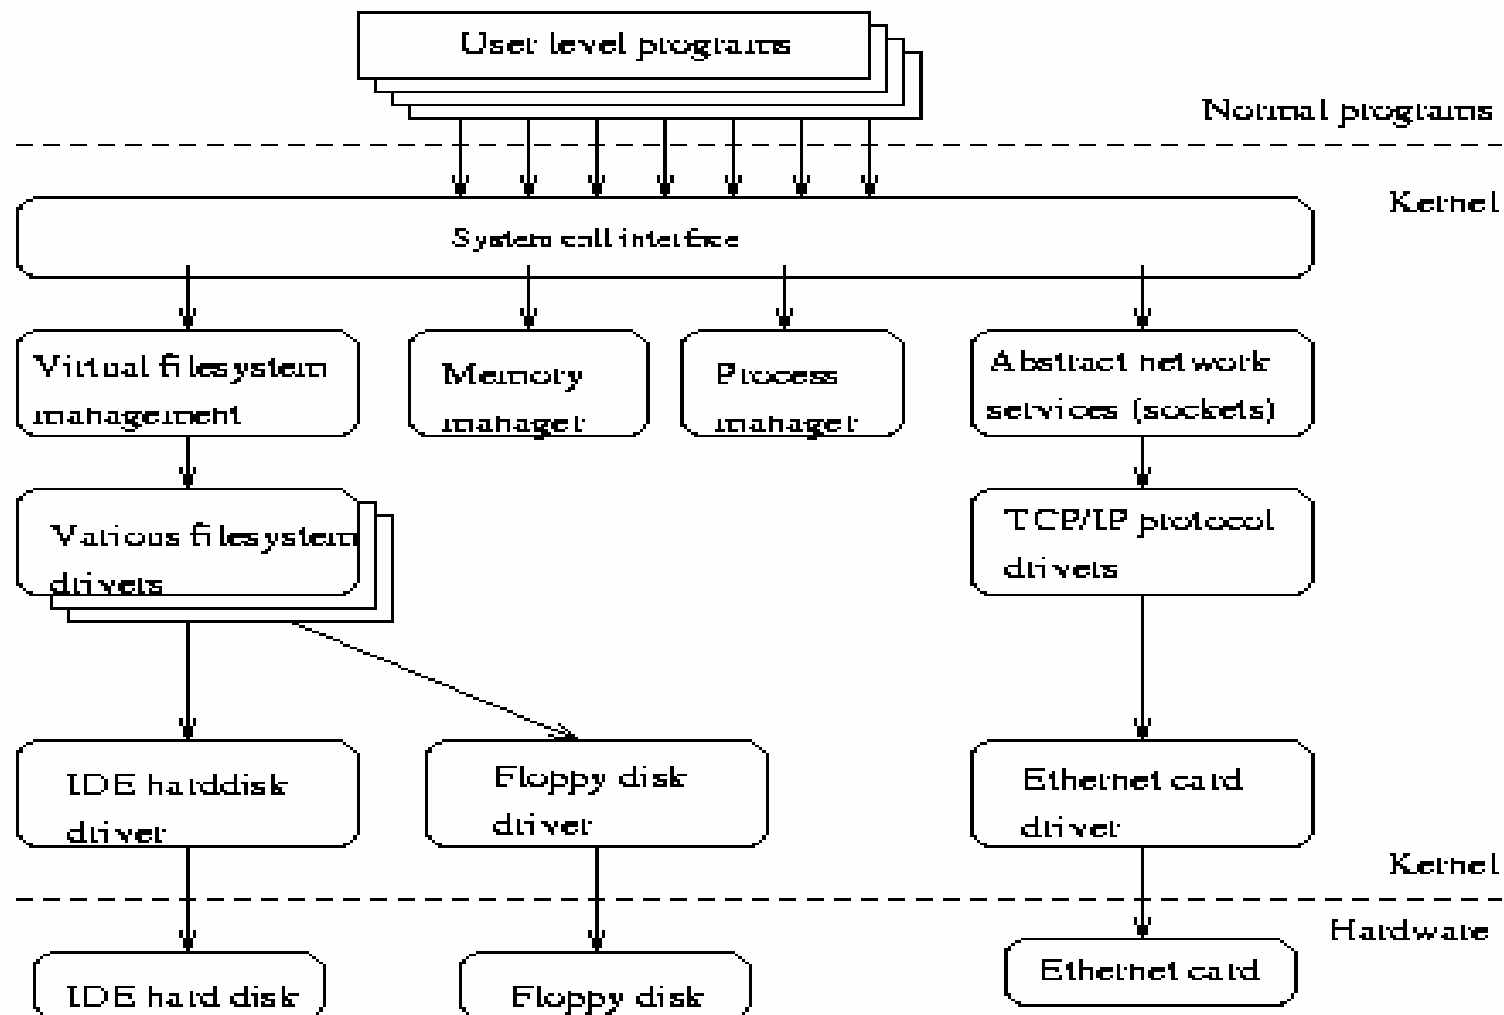 User level programs
Normal programs
Kernel
System call interface
Virtual filesystem
management
Memory
manager
Process
manager
Abstract network
services (sockets)
Various filesystem
drivers
TCP/IP protocol
drivers
IDE harddisk
driver
Floppy disk
driver
Ethernet card
driver
Kernel
Hardware
IDE hard disk
Floppy disk
Ethernet card